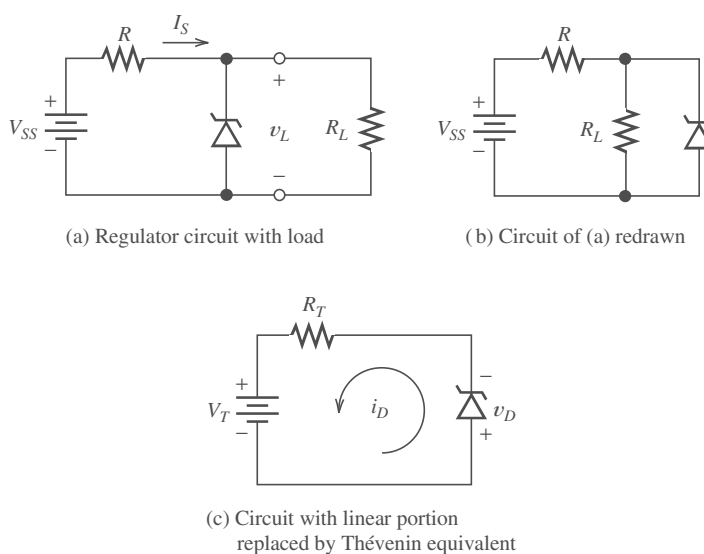 R
I_S
+
V_SS
−
+
v_L
−
R_L
(a) Regulator circuit with load
R
+
V_SS
−
R_L
(b) Circuit of (a) redrawn
R_T
+
V_T
−
i_D
−
v_D
+
(c) Circuit with linear portion
replaced by Thévenin equivalent